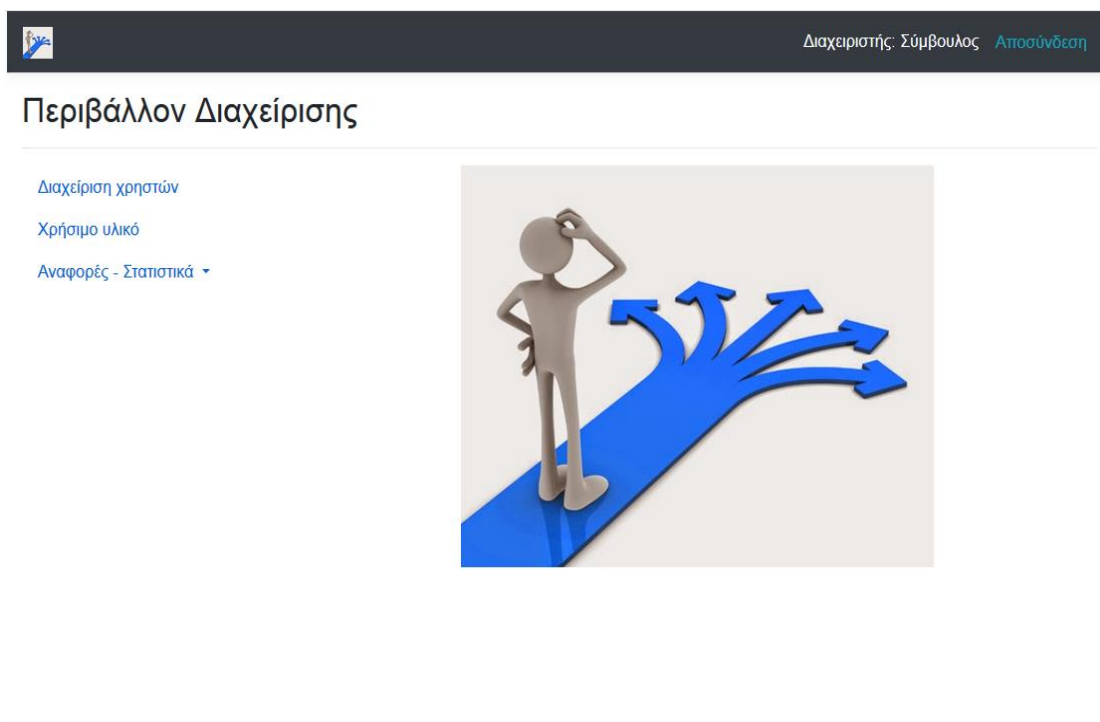 Διαχειριστής: Σύμβουλος Αποσύνδεση
Περιβάλλον Διαχείρισης
Διαχείριση χρηστών
Χρήσιμο υλικό
Αναφορές - Στατιστικά